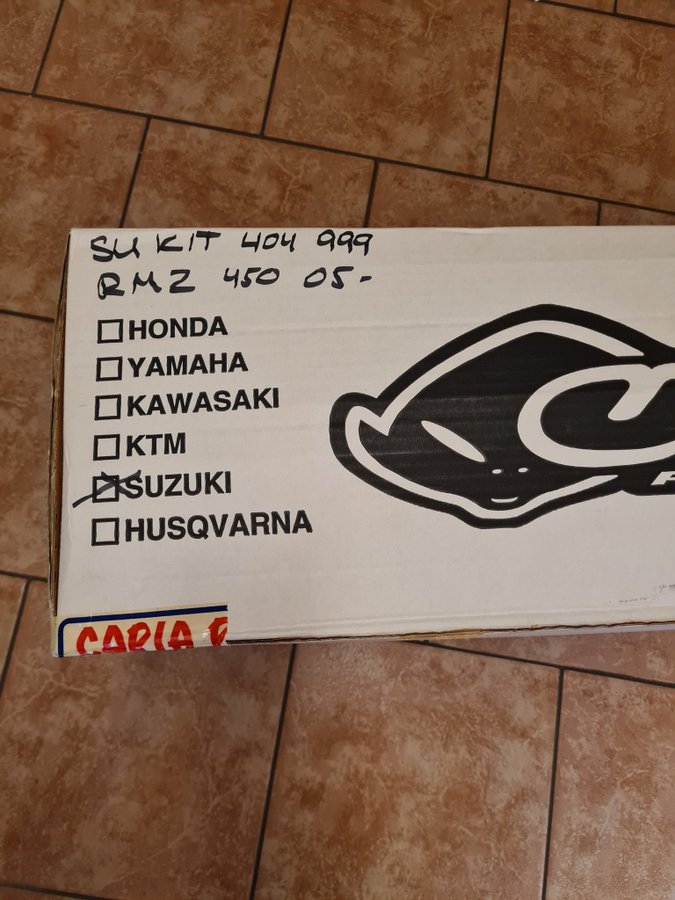 SU KIT 404 999
RMZ 450 05-
HONDA
YAMAHA
KAWASAKI
KTM
SUZUKI
HUSQVARNA